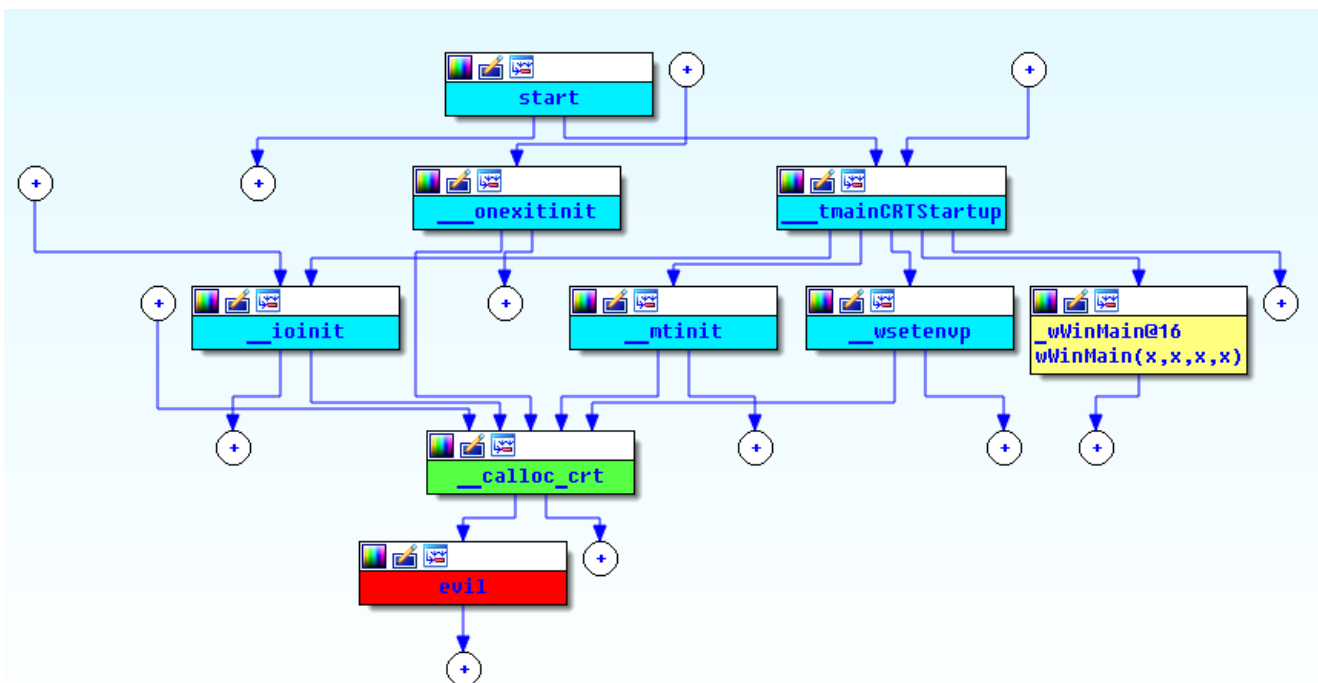 start
___onexitinit
___tmainCRTStartup
__ioinit
__mtinit
__wsetenvp
_wWinMain@16
wWinMain(x,x,x,x)
__calloc_crt
evil